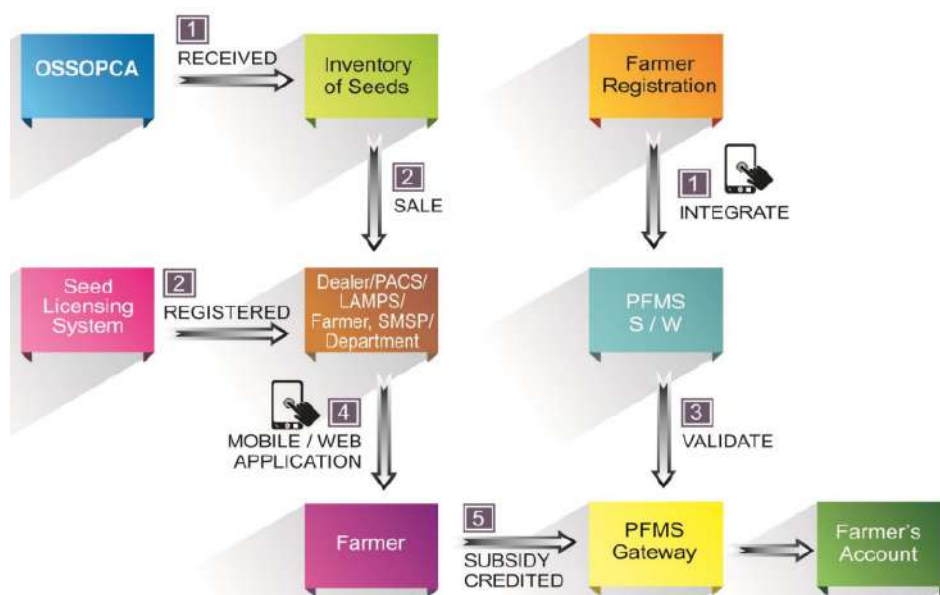 OSSOPCA
1
RECEIVED
Inventory
of Seeds
Farmer
Registration
2
SALE
1
INTEGRATE
Seed
Licensing
System
2
REGISTERED
Dealer/PACS/
LAMPS/
Farmer, SMSP/
Department
PFMS
S / W
4
MOBILE / WEB
APPLICATION
3
VALIDATE
Farmer
5
SUBSIDY
CREDITED
PFMS
Gateway
Farmer's
Account